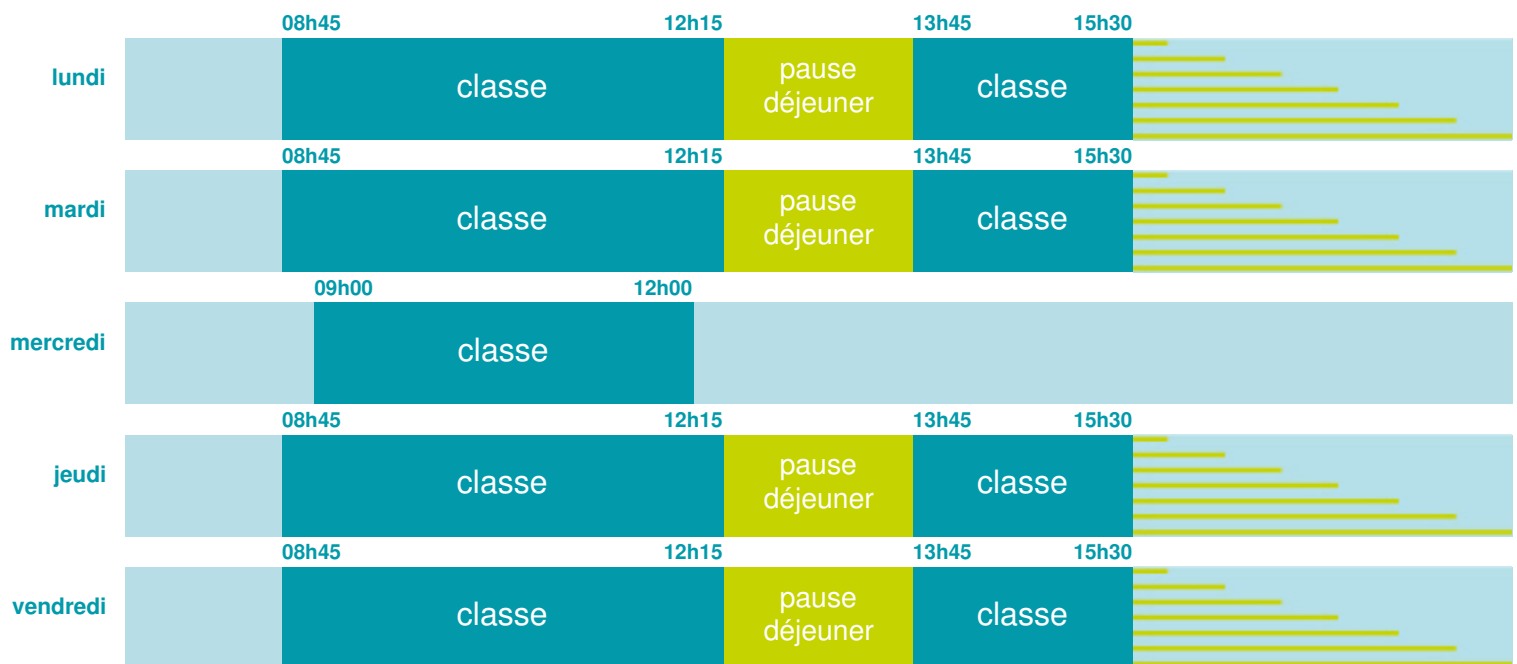 08h45 12h15 13h45 15h30
lundi classe pause déjeuner classe
08h45 12h15 13h45 15h30
mardi classe pause déjeuner classe
09h00 12h00
mercredi classe
08h45 12h15 13h45 15h30
jeudi classe pause déjeuner classe
08h45 12h15 13h45 15h30
vendredi classe pause déjeuner classe